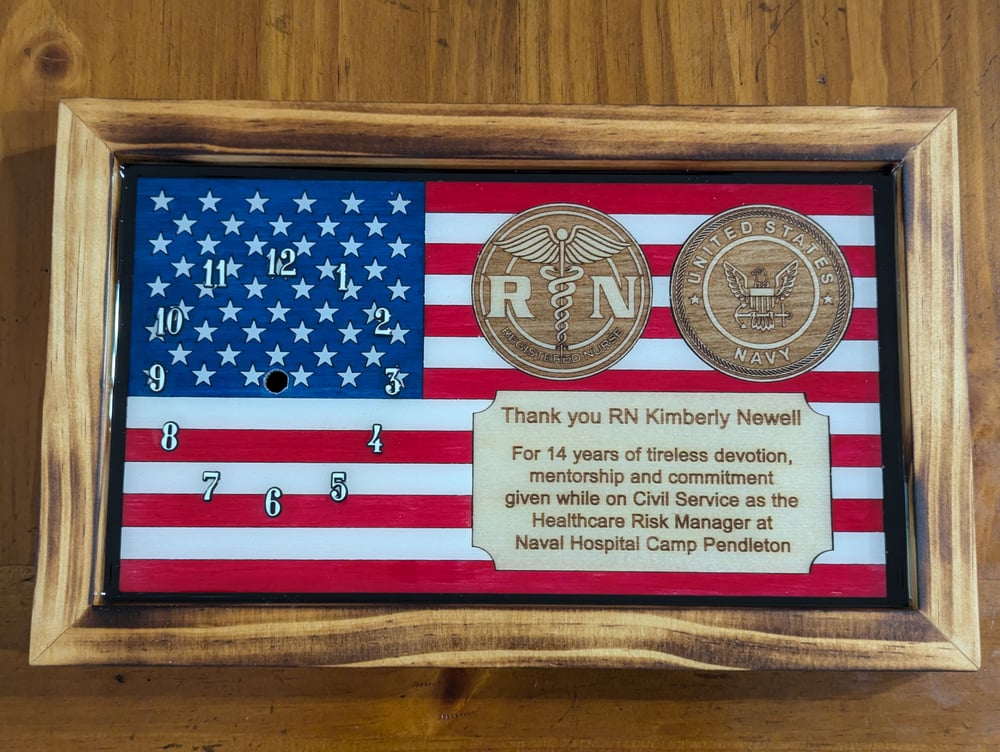 12
11
1
10
2
9
3
8
4
7
5
6
RN
REGISTERED NURSE
UNITED STATES
NAVY
Thank you RN Kimberly Newell
For 14 years of tireless devotion,
mentorship and commitment
given while on Civil Service as the
Healthcare Risk Manager at
Naval Hospital Camp Pendleton